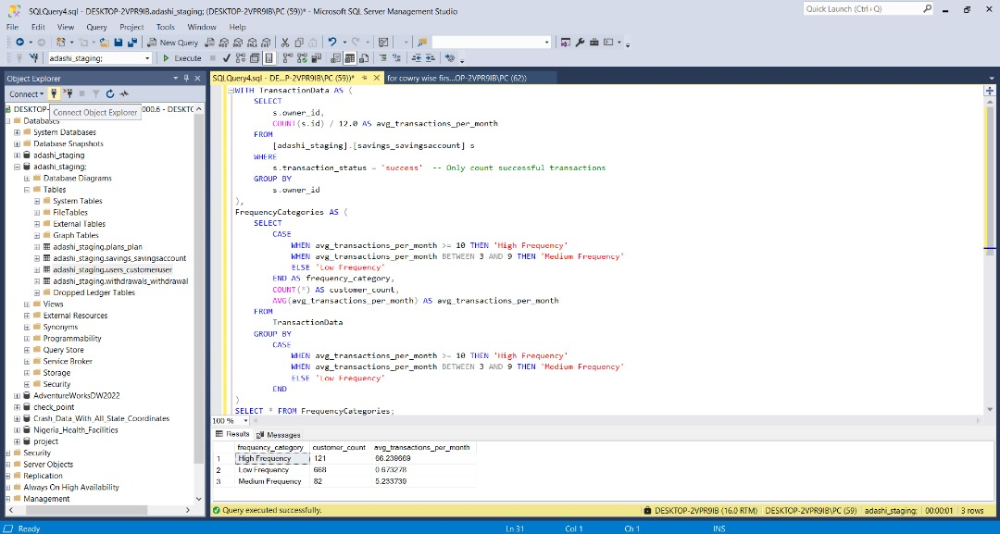 SQLQuery4.sql - DESKTOP-2VPR9IB.adashi_staging; (DESKTOP-2VPR9IB\PC (59))* - Microsoft SQL Server Management Studio
Quick Launch (Ctrl+Q)
File Edit View Query Project Tools Window Help
New Query
adashi_staging; Execute
Object Explorer
SQLQuery4.sql - DE...P-2VPR9IB\PC (59))* for cowry wise firs...OP-2VPR9IB\PC (62))
Connect
DESKTOP- 000.6 - DESKTC
Connect Object Explorer
Databases
System Databases
Database Snapshots
adashi_staging
adashi_staging;
Database Diagrams
Tables
System Tables
FileTables
External Tables
Graph Tables
adashi_staging.plans_plan
adashi_staging.savings_savingsaccount
adashi_staging.users_customeruser
adashi_staging.withdrawals_withdrawal
Dropped Ledger Tables
Views
External Resources
Synonyms
Programmability
Query Store
Service Broker
Storage
Security
AdventureWorksDW2022
check_point
Crash_Data_With_All_State_Coordinates
Nigeria_Health_Facilities
project
Security
Server Objects
Replication
Always On High Availability
Management
WITH TransactionData AS (
SELECT
s.owner_id,
COUNT(s.id) / 12.0 AS avg_transactions_per_month
FROM
[adashi_staging].[savings_savingsaccount] s
WHERE
s.transaction_status = 'success' -- Only count successful transactions
GROUP BY
s.owner_id
),
FrequencyCategories AS (
SELECT
CASE
WHEN avg_transactions_per_month >= 10 THEN 'High Frequency'
WHEN avg_transactions_per_month BETWEEN 3 AND 9 THEN 'Medium Frequency'
ELSE 'Low Frequency'
END AS frequency_category,
COUNT(*) AS customer_count,
AVG(avg_transactions_per_month) AS avg_transactions_per_month
FROM
TransactionData
GROUP BY
CASE
WHEN avg_transactions_per_month >= 10 THEN 'High Frequency'
WHEN avg_transactions_per_month BETWEEN 3 AND 9 THEN 'Medium Frequency'
ELSE 'Low Frequency'
END
)
SELECT * FROM FrequencyCategories;
100 %
Results Messages
frequency_category customer_count avg_transactions_per_month
1 High Frequency 121 66.239669
2 Low Frequency 668 0.673278
3 Medium Frequency 82 5.233739
Query executed successfully. DESKTOP-2VPR9IB (16.0 RTM) DESKTOP-2VPR9IB\PC (59) adashi_staging; 00:00:01 3 rows
Ready Ln 31 Col 1 Ch 1 INS